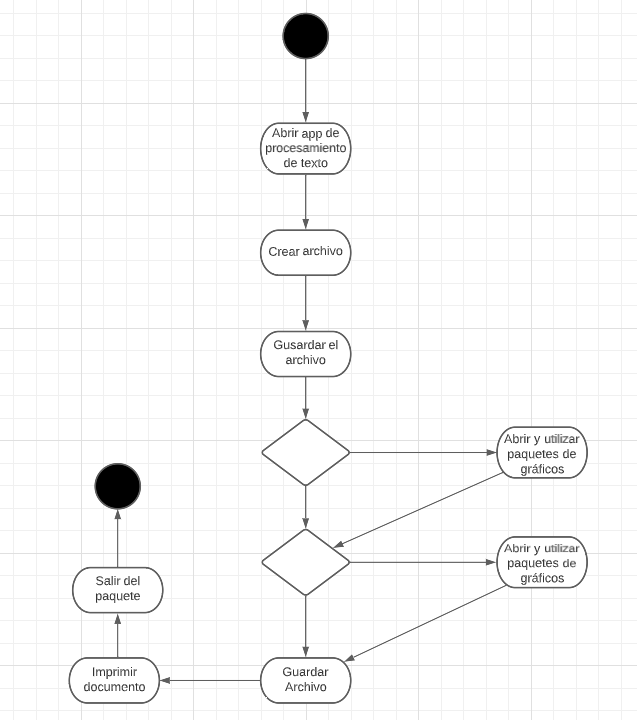 Abrir app de
procesamiento
de texto
Crear archivo
Gusardar el
archivo
Abrir y utilizar
paquetes de
gráficos
Abrir y utilizar
paquetes de
gráficos
Salir del
paquete
Imprimir
documento
Guardar
Archivo